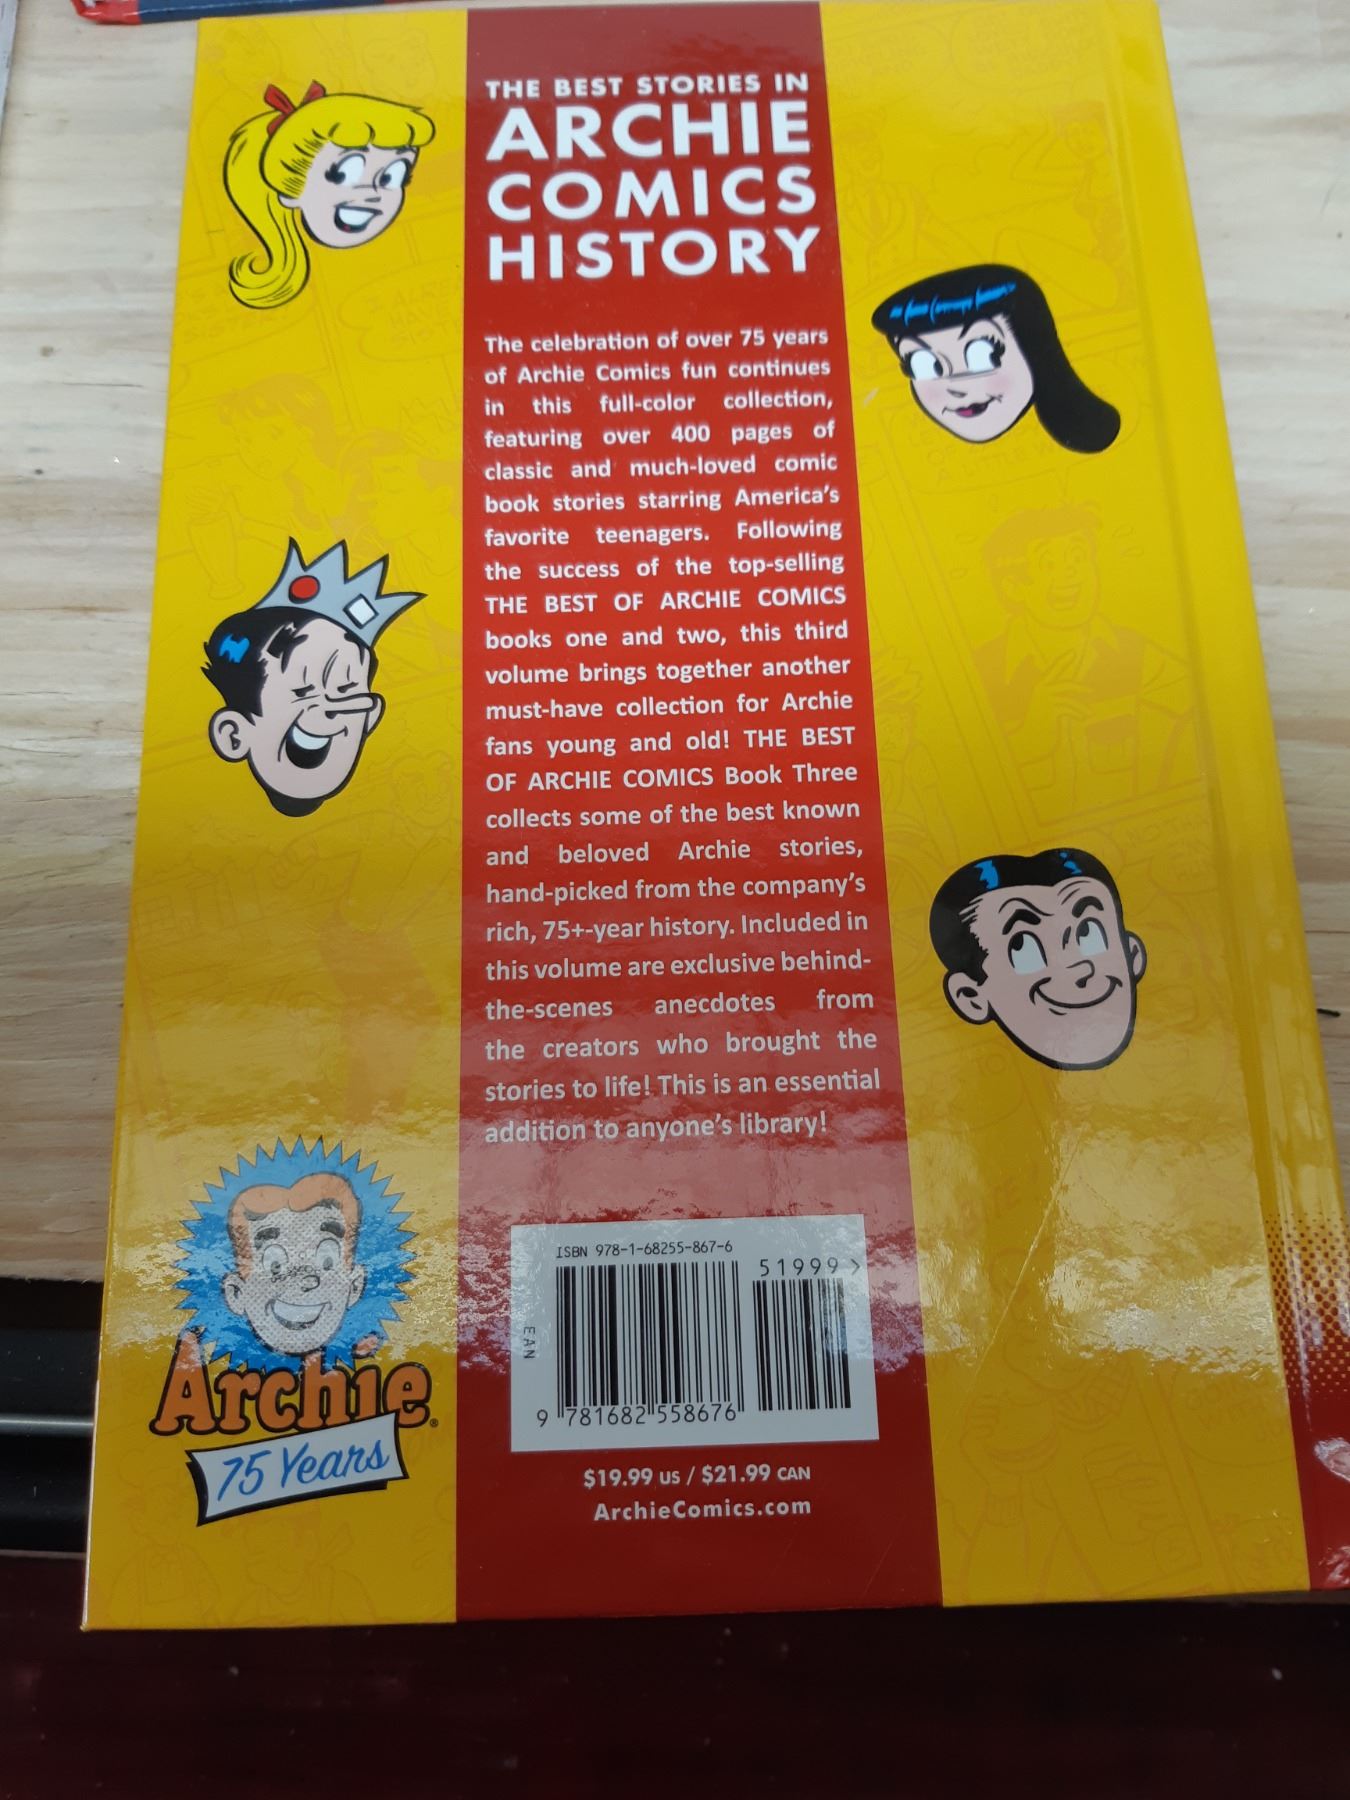 THE BEST STORIES IN
ARCHIE
COMICS
HISTORY
The celebration of over 75 years
of Archie Comics fun continues
in this full-color collection,
featuring over 400 pages of
classic and much-loved comic
book stories starring America's
favorite teenagers. Following
the success of the top-selling
THE BEST OF ARCHIE COMICS
books one and two, this third
volume brings together another
must-have collection for Archie
fans young and old! THE BEST
OF ARCHIE COMICS Book Three
collects some of the best known
and beloved Archie stories,
hand-picked from the company's
rich, 75+-year history. Included in
this volume are exclusive behind-
the-scenes anecdotes from
the creators who brought the
stories to life! This is an essential
addition to anyone's library!
Archie®
75 Years
ISBN 978-1-68255-867-6
51999>
EAN
9 781682 558676
$19.99 US / $21.99 CAN
ArchieComics.com